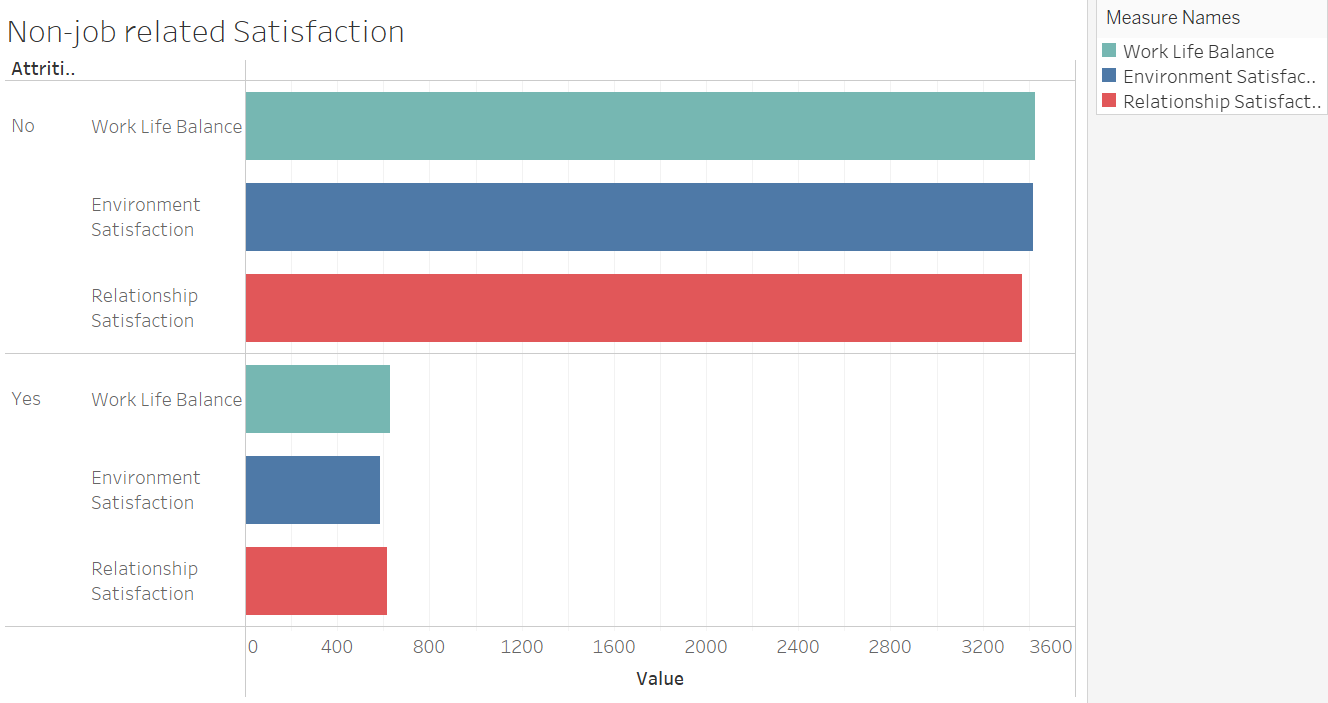 Non-job related Satisfaction
Attriti..
No
Work Life Balance
Environment
Satisfaction
Relationship
Satisfaction
Yes
Work Life Balance
Environment
Satisfaction
Relationship
Satisfaction
0 400 800 1200 1600 2000 2400 2800 3200 3600
Value
Measure Names
Work Life Balance
Environment Satisfac..
Relationship Satisfact..